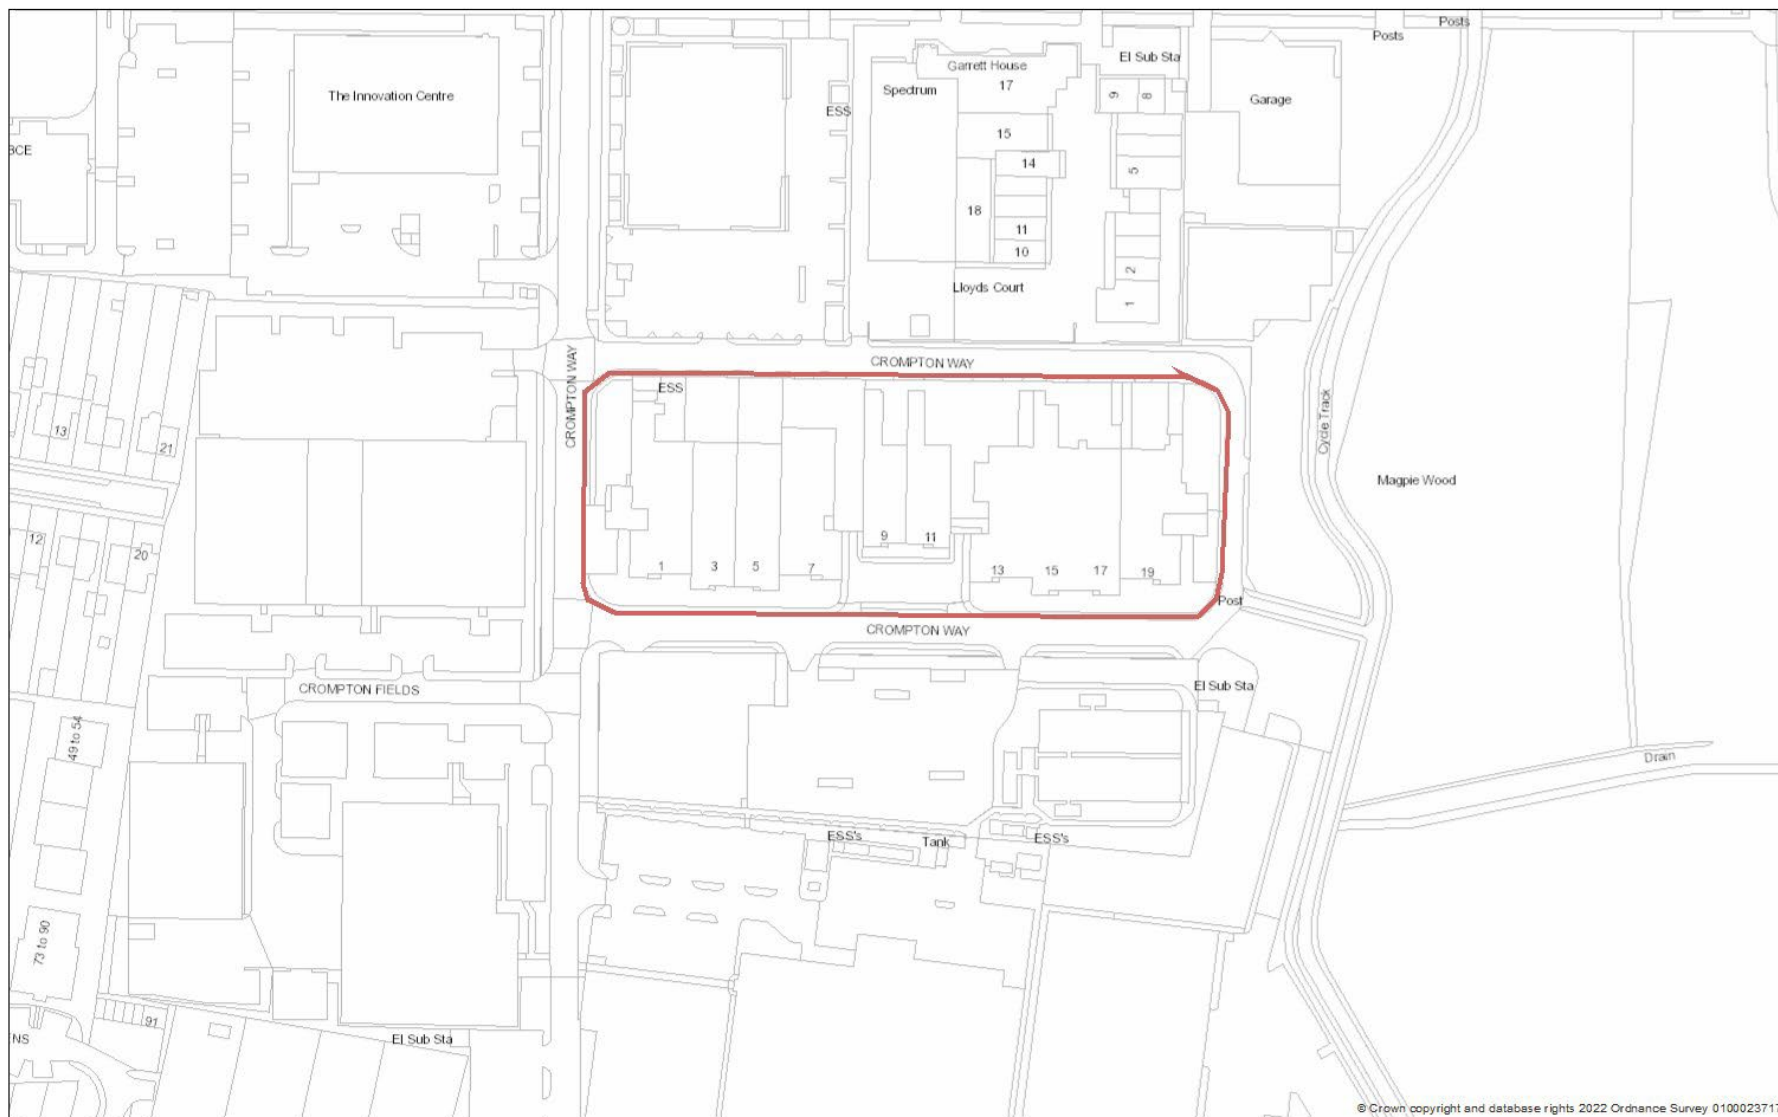 Posts
Posts
Garrett House
El Sub Sta
17
Spectrum
The Innovation Centre
9
8
Garage
ESS
15
BCE
14
5
18
11
10
2
Lloyds Court
1
CROMPTON WAY
CROMPTON WAY
ESS
Cycle Track
13
21
Magpie Wood
12
20
9
11
1
3
5
7
13
15
17
19
Post
CROMPTON WAY
El Sub Sta
CROMPTON FIELDS
49 to 54
Drain
ESS's
Tank
ESS's
73 to 90
91
ENS
El Sub Sta
© Crown copyright and database rights 2022 Ordnance Survey 0100023717